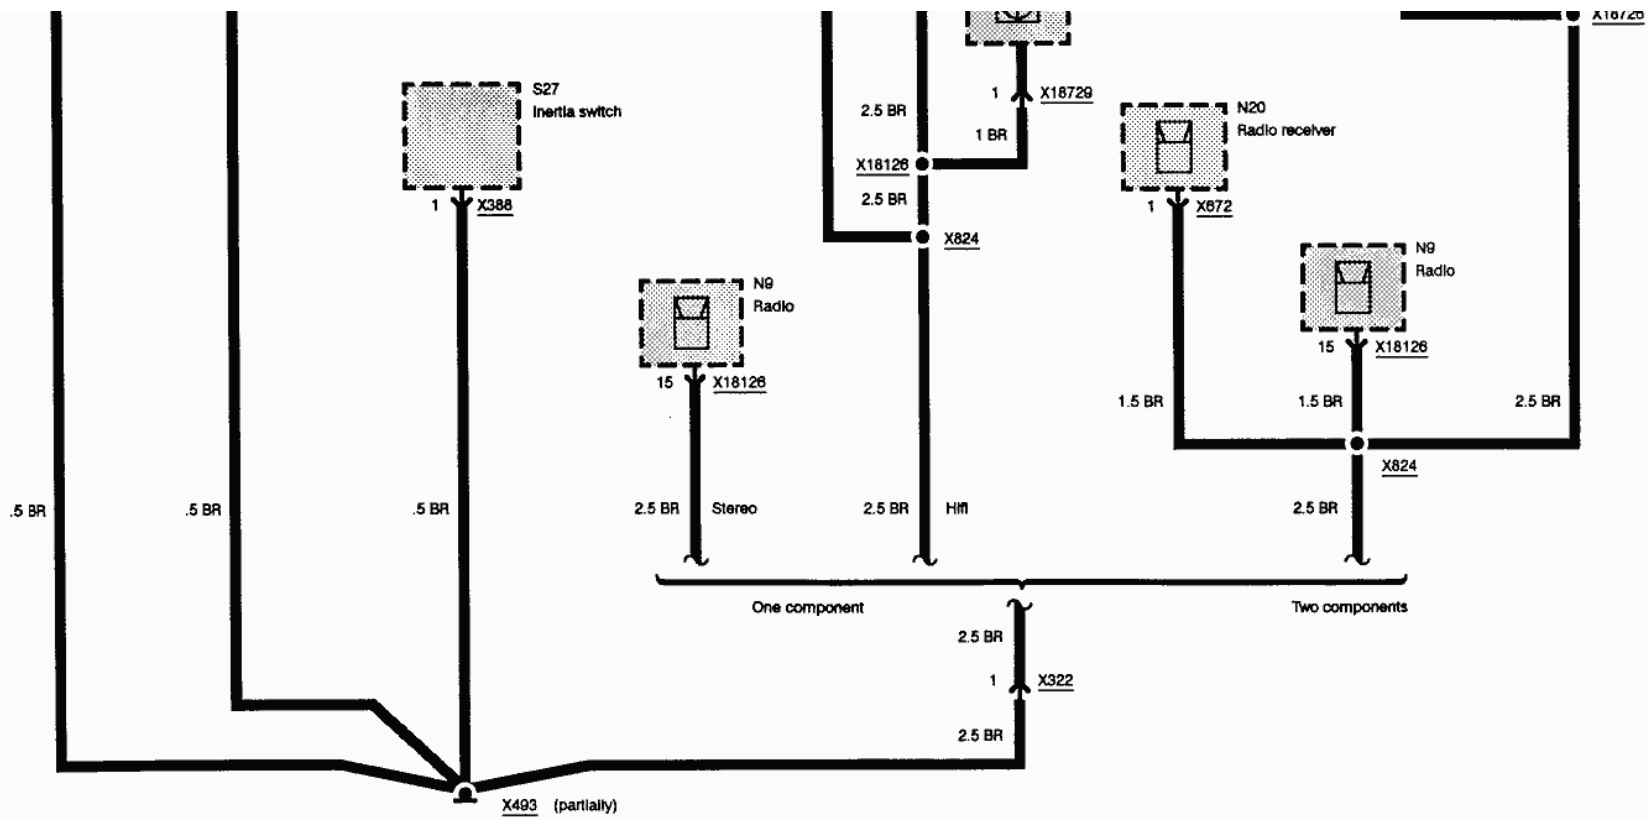 X18726
S27
Inertia switch
2.5 BR
1
X18729
1 BR
N20
Radio receiver
X18126
2.5 BR
1
X388
1
X672
X824
N9
Radio
N9
Radio
15
X18126
15
X18126
1.5 BR
1.5 BR
2.5 BR
X824
.5 BR
.5 BR
.5 BR
2.5 BR
Stereo
2.5 BR
Hifi
2.5 BR
One component
Two components
2.5 BR
1
X322
2.5 BR
X493 (partially)